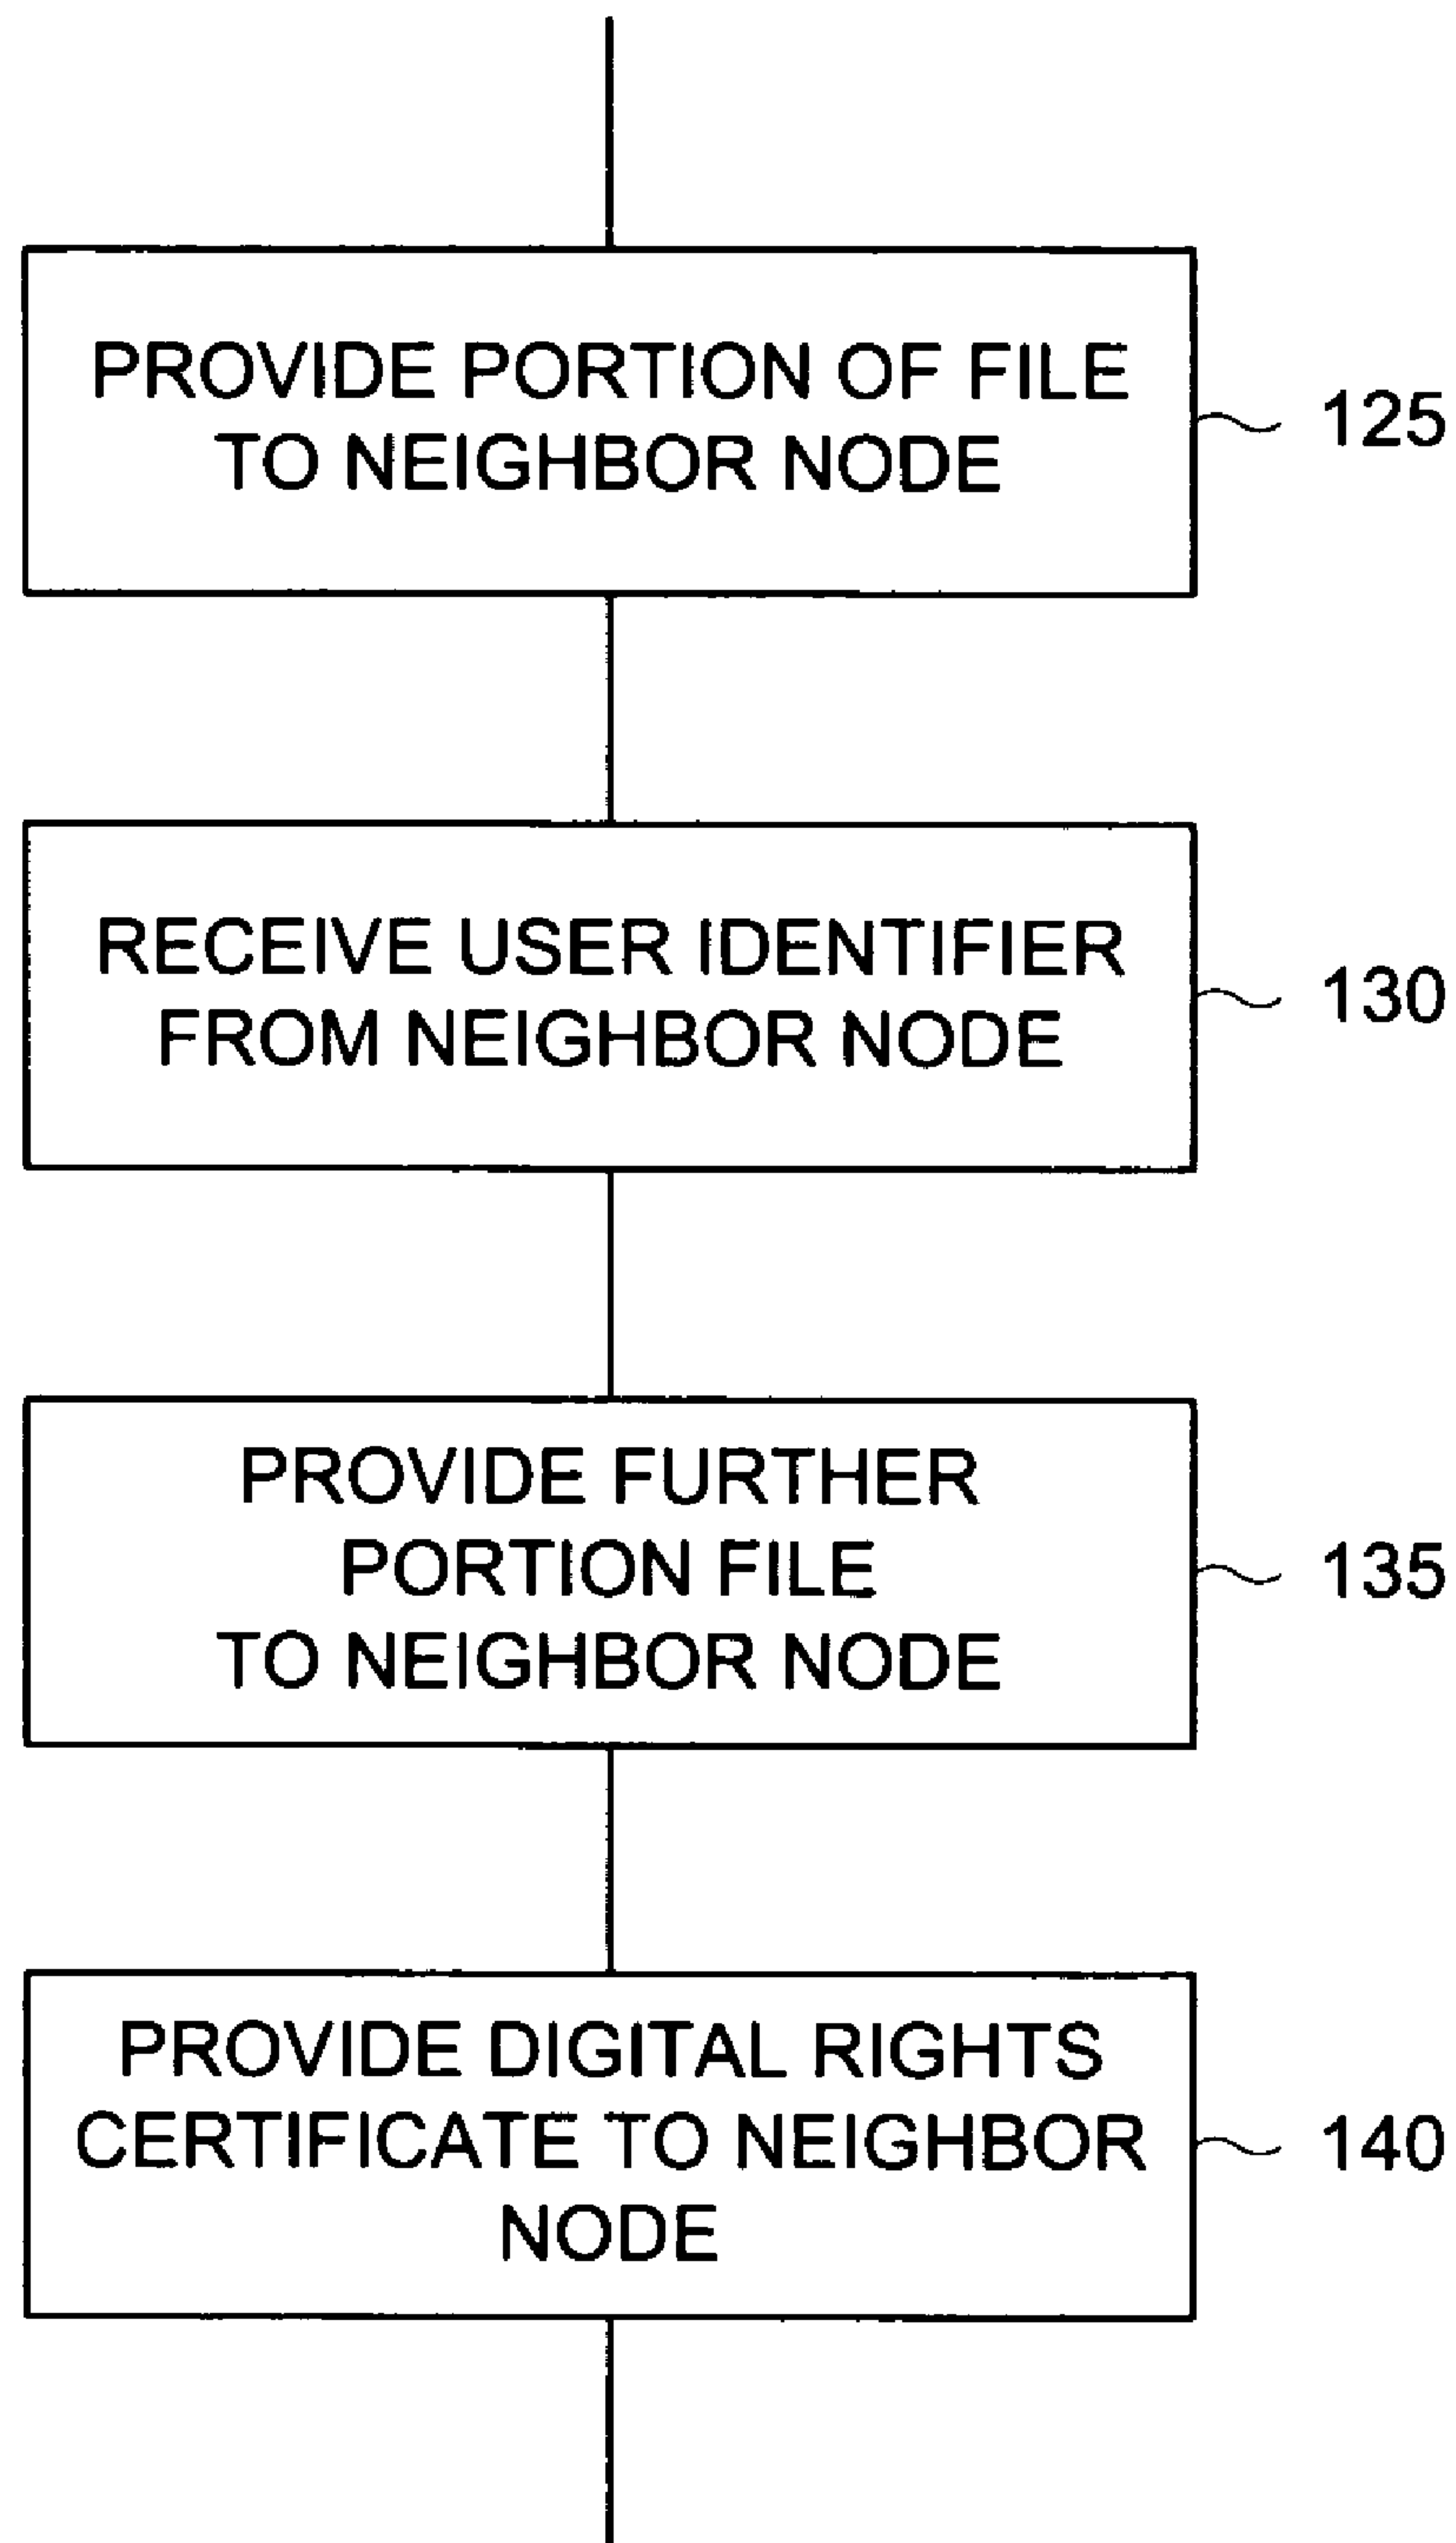 PROVIDE PORTION OF FILE
TO NEIGHBOR NODE
125
RECEIVE USER IDENTIFIER
FROM NEIGHBOR NODE
130
PROVIDE FURTHER
PORTION FILE
TO NEIGHBOR NODE
135
PROVIDE DIGITAL RIGHTS
CERTIFICATE TO NEIGHBOR
NODE
140